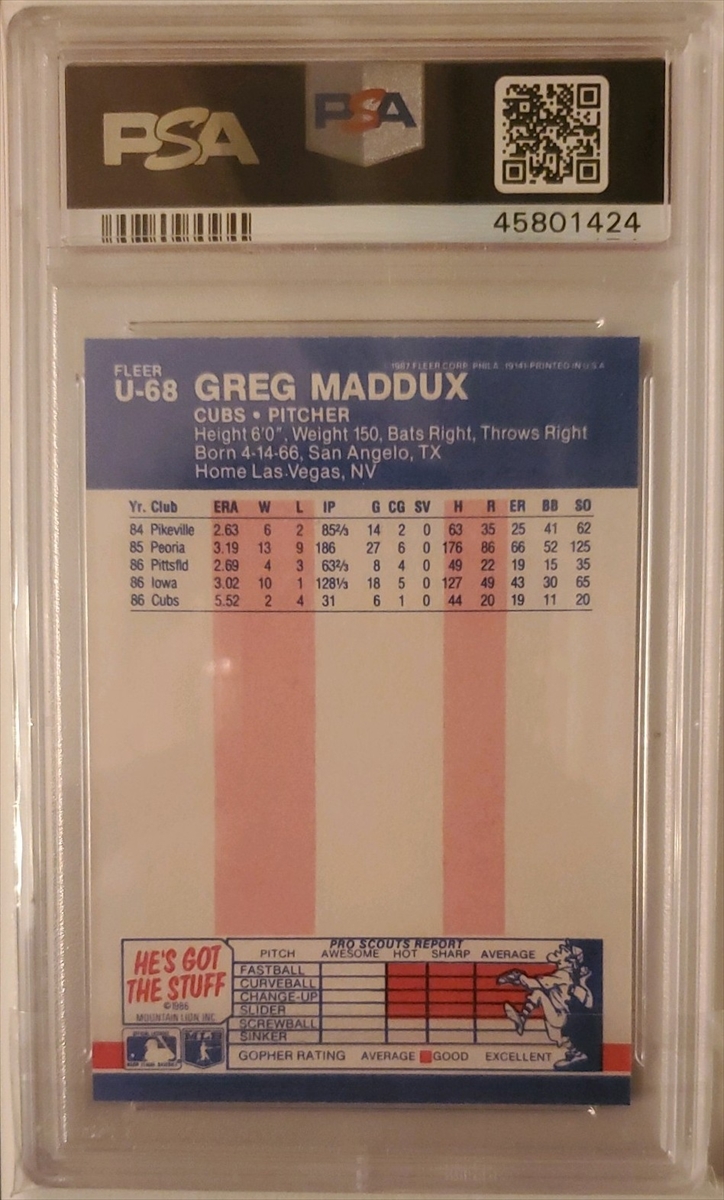 PSA
PSA
45801424
FLEER
©1987 FLEER CORP. PHILA. 19141-PRINTED IN U.S.A.
U-68 GREG MADDUX
CUBS • PITCHER
Height 6'0", Weight 150, Bats Right, Throws Right
Born 4-14-66, San Angelo, TX
Home Las Vegas, NV
Yr. Club ERA W L IP G CG SV H R ER BB SO
84 Pikeville 2.63 6 2 85⅔ 14 2 0 63 35 25 41 62
85 Peoria 3.19 13 9 186 27 6 0 176 86 66 52 125
86 Pittsfld 2.69 4 3 63⅔ 8 4 0 49 22 19 15 35
86 Iowa 3.02 10 1 128⅓ 18 5 0 127 49 43 30 65
86 Cubs 5.52 2 4 31 6 1 0 44 20 19 11 20
HE'S GOT
THE STUFF
©1986
MOUNTAIN LION INC.
PRO SCOUTS REPORT
PITCH AWESOME HOT SHARP AVERAGE
FASTBALL
CURVEBALL
CHANGE-UP
SLIDER
SCREWBALL
SINKER
GOPHER RATING AVERAGE GOOD EXCELLENT